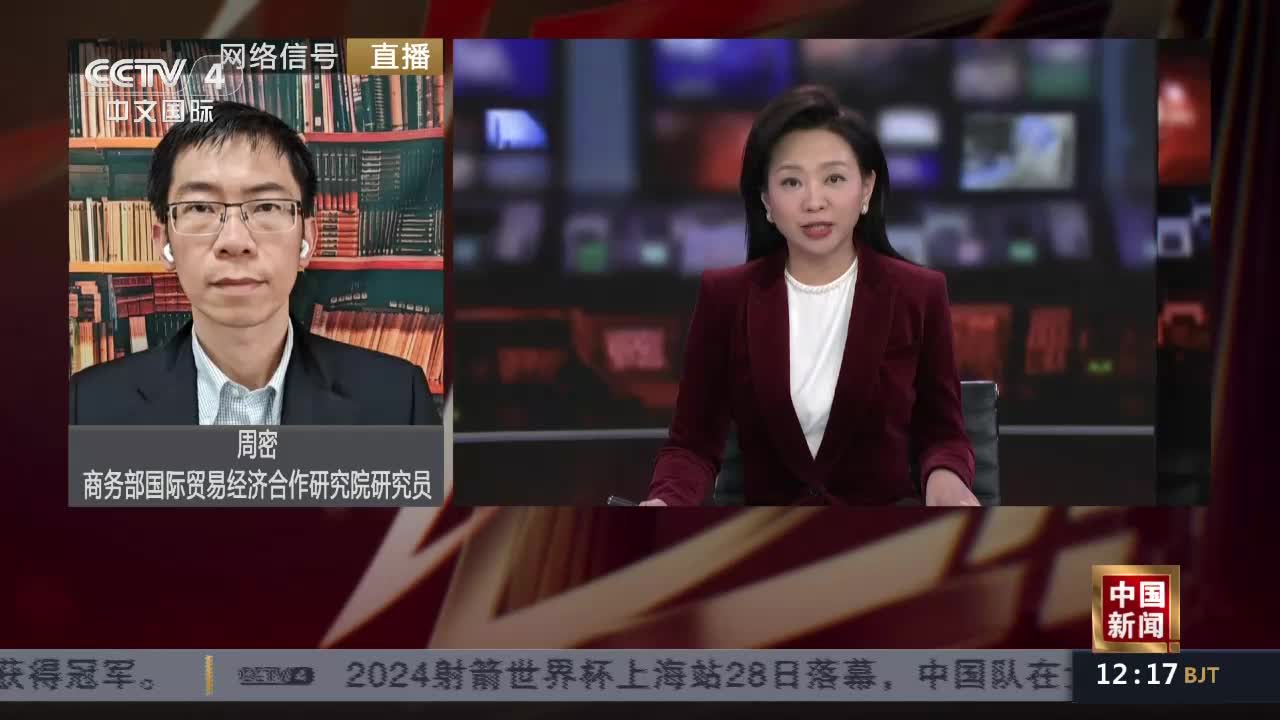 网络信号 直播
CCTV 4
中文国际
周密
商务部国际贸易经济合作研究院研究员
中国
新闻
获得冠军。 CCTV 4 2024射箭世界杯上海站28日落幕，中国队在
12:17 BJT